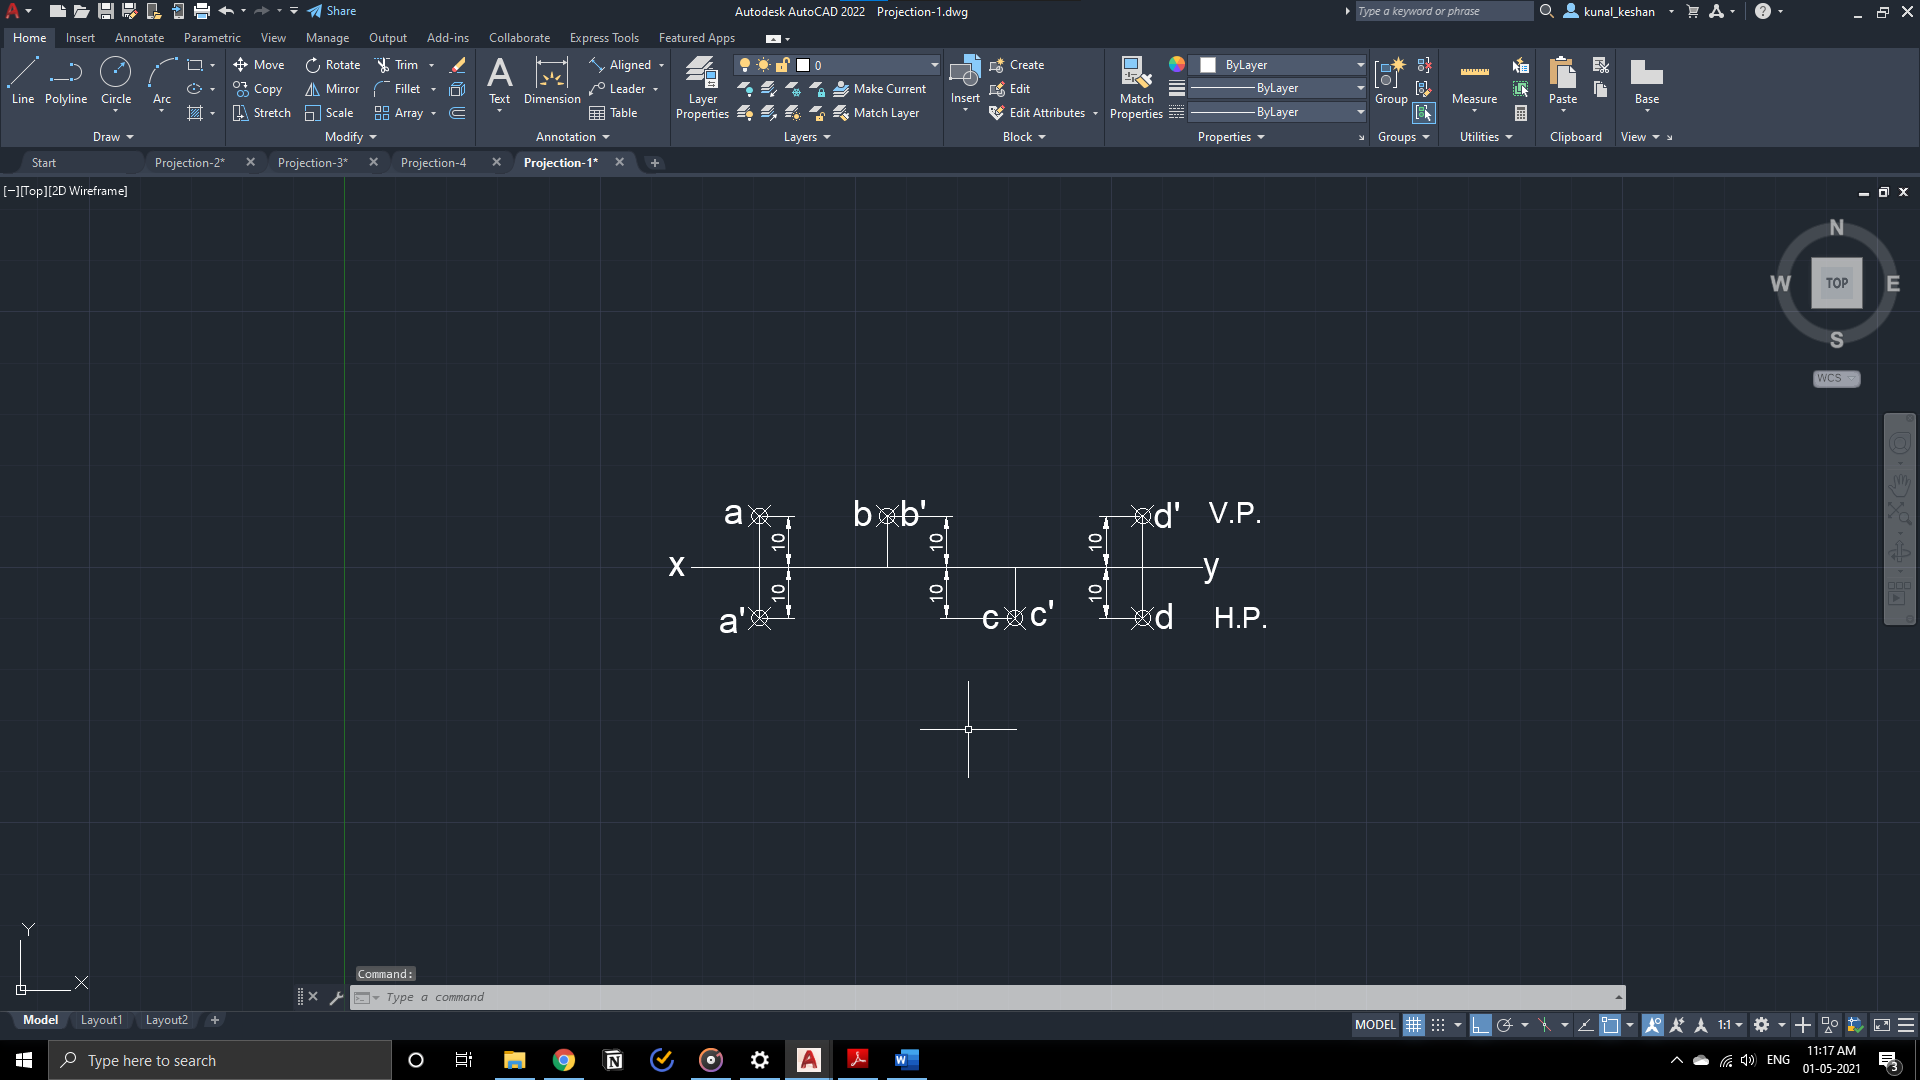 Share
Autodesk AutoCAD 2022 Projection-1.dwg
Type a keyword or phrase
kunal_keshan
Home Insert Annotate Parametric View Manage Output Add-ins Collaborate Express Tools Featured Apps
Move Rotate Trim Aligned 0 Create ByLayer
Line Polyline Circle Arc Copy Mirror Fillet Text Dimension Leader Layer Properties Make Current Insert Edit Match Properties ByLayer Group Measure Paste Base
Stretch Scale Array Table Match Layer Edit Attributes ByLayer
Draw Modify Annotation Layers Block Properties Groups Utilities Clipboard View
Start Projection-2* Projection-3* Projection-4 Projection-1*
[−][Top][2D Wireframe]
N
W TOP E
S
WCS
a b b' d' V.P.
10 10 10
x y
10 10 10
a' c c' d H.P.
Y
X
Command:
Type a command
Model Layout1 Layout2
MODEL 1:1
Type here to search
ENG
11:17 AM
01-05-2021
3